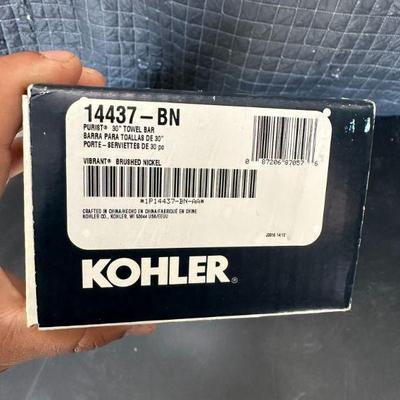 14437-BN
PURIST® 30" TOWEL BAR
BARRA PARA TOALLAS DE 30"
PORTE-SERVIETTES DE 30 po
VIBRANT® BRUSHED NICKEL
0 87206 87057 6
*1P14437-BN-AA*
CRAFTED IN CHINA/HECHO EN CHINA/FABRIQUÉ EN CHINE
KOHLER CO., KOHLER, WI 53044 USA/EEUU
KOHLER®